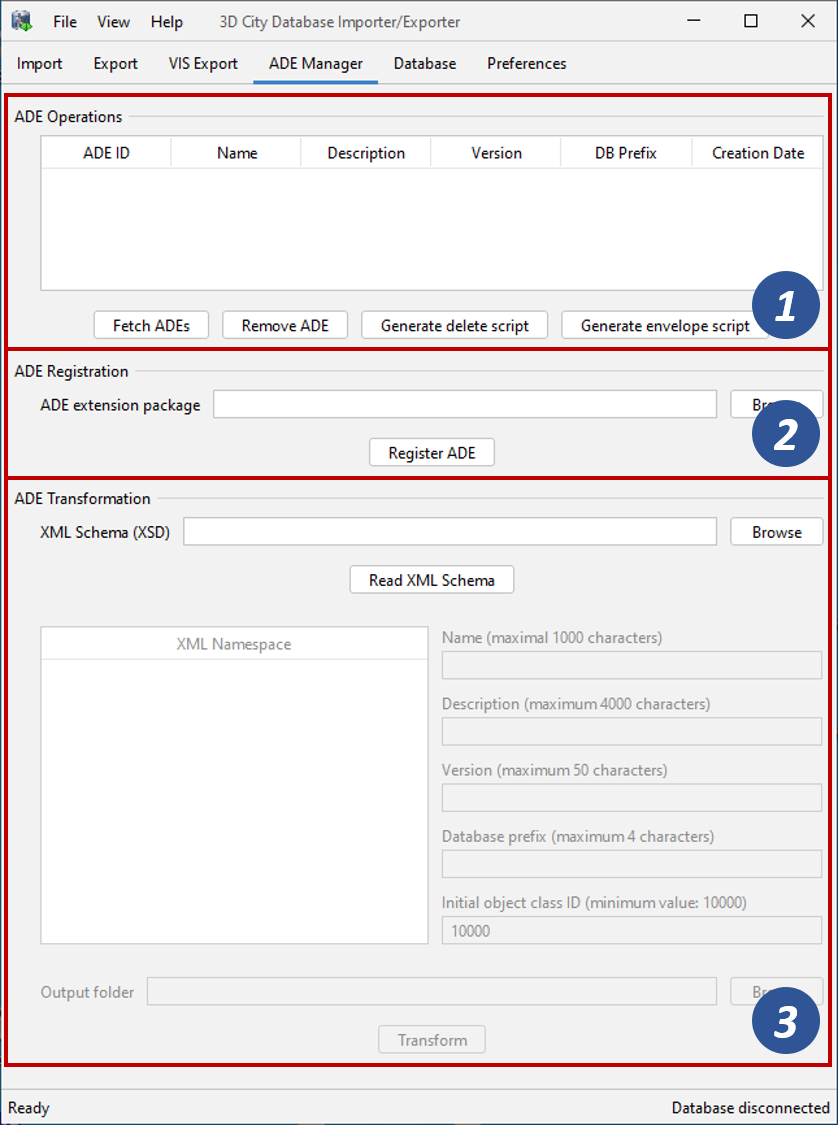 File View Help 3D City Database Importer/Exporter
Import Export VIS Export ADE Manager Database Preferences
ADE Operations
ADE ID Name Description Version DB Prefix Creation Date
Fetch ADEs Remove ADE Generate delete script Generate envelope script
1
ADE Registration
ADE extension package
2
Register ADE
ADE Transformation
XML Schema (XSD) Browse
Read XML Schema
XML Namespace
Name (maximal 1000 characters)
Description (maximum 4000 characters)
Version (maximum 50 characters)
Database prefix (maximum 4 characters)
Initial object class ID (minimum value: 10000)
10000
Output folder
3
Transform
Ready Database disconnected